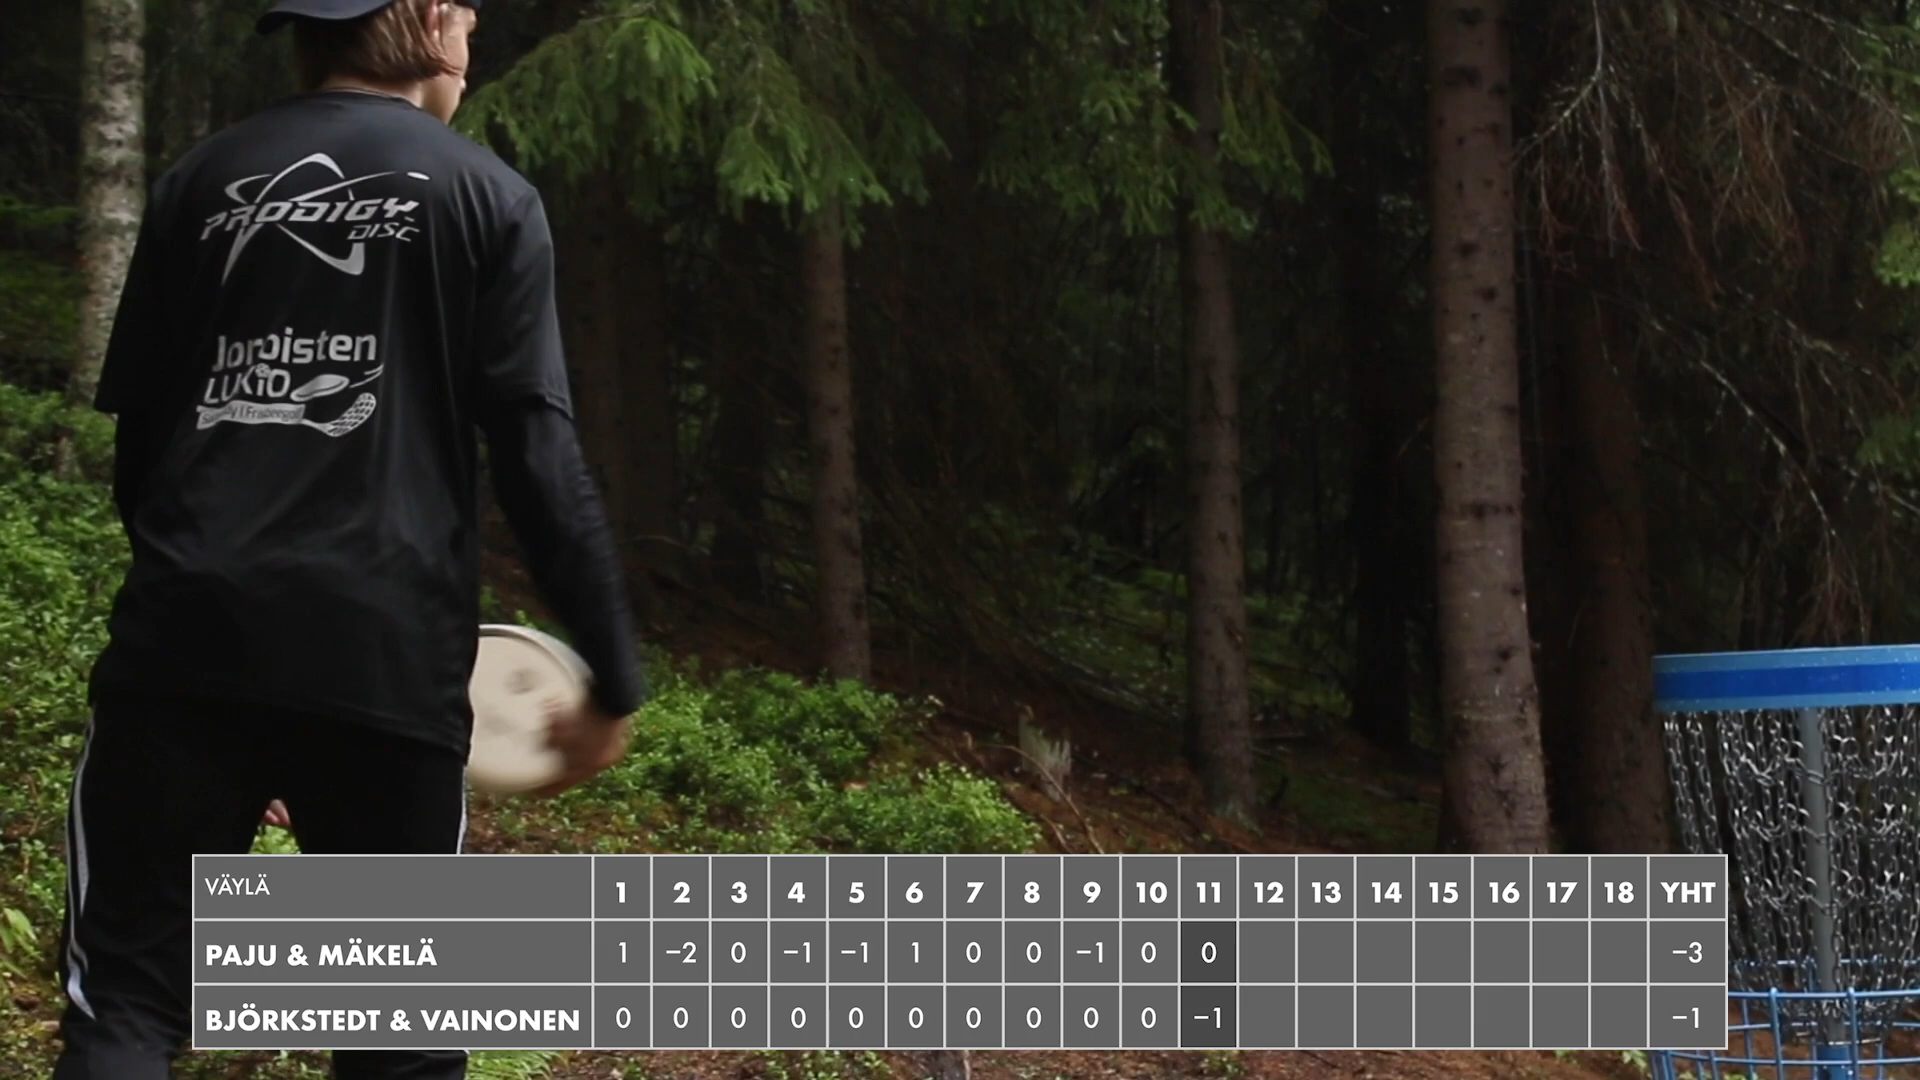 PRODIGY
DISC
Joroisten
LUKiO
VÄYLÄ 1 2 3 4 5 6 7 8 9 10 11 12 13 14 15 16 17 18 YHT
PAJU & MÄKELÄ 1 −2 0 −1 −1 1 0 0 −1 0 0 −3
BJÖRKSTEDT & VAINONEN 0 0 0 0 0 0 0 0 0 0 −1 −1